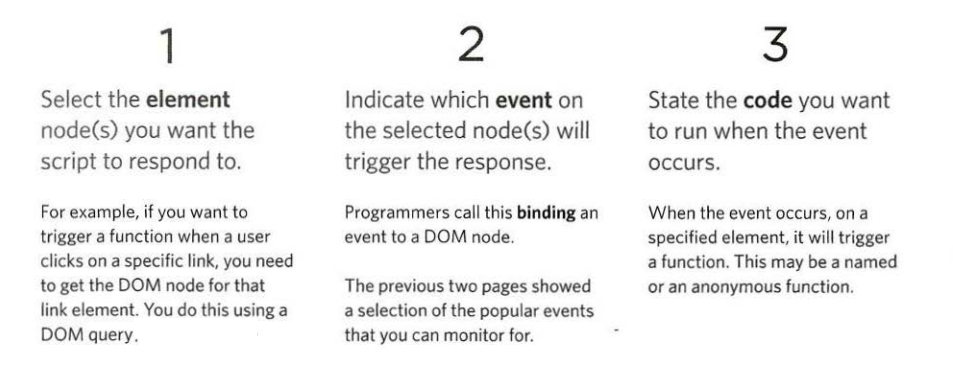 1
Select the element
node(s) you want the
script to respond to.
For example, if you want to
trigger a function when a user
clicks on a specific link, you need
to get the DOM node for that
link element. You do this using a
DOM query.
2
Indicate which event on
the selected node(s) will
trigger the response.
Programmers call this binding an
event to a DOM node.
The previous two pages showed
a selection of the popular events
that you can monitor for.
3
State the code you want
to run when the event
occurs.
When the event occurs, on a
specified element, it will trigger
a function. This may be a named
or an anonymous function.